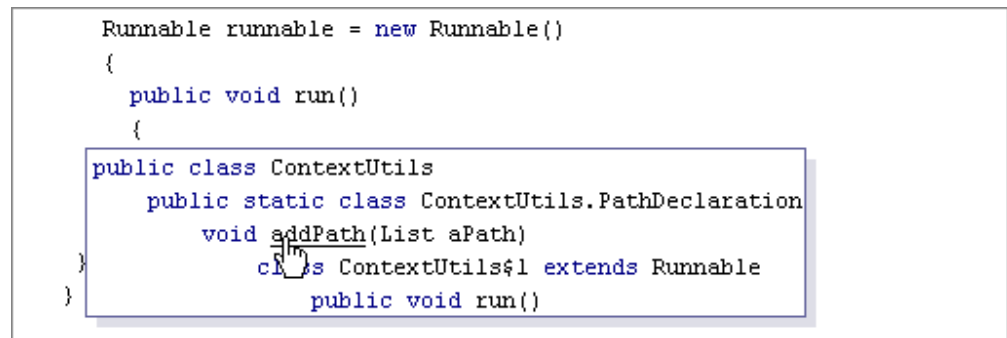 Runnable runnable = new Runnable()
{
public void run()
{
public class ContextUtils
public static class ContextUtils.PathDeclaration
void addPath(List aPath)
} class ContextUtils$1 extends Runnable
} public void run()